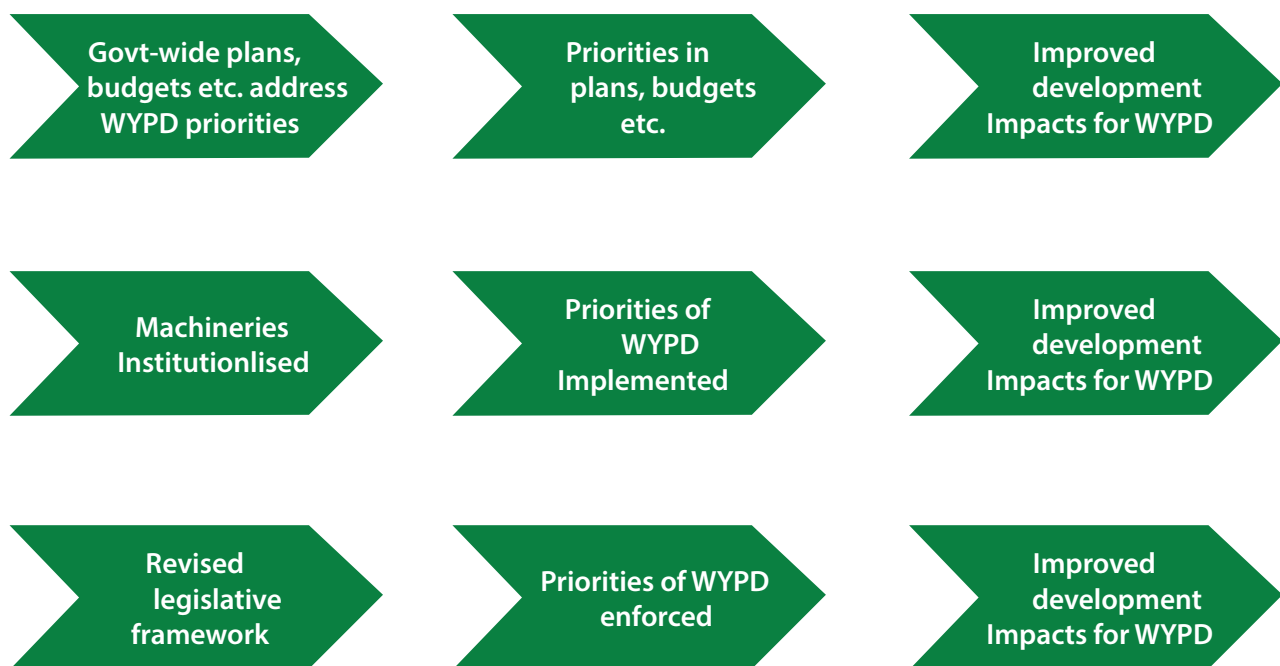 Govt-wide plans,
budgets etc. address
WYPD priorities
Priorities in
plans, budgets
etc.
Improved
development
Impacts for WYPD
Machineries
Institutionlised
Priorities of
WYPD
Implemented
Improved
development
Impacts for WYPD
Revised
legislative
framework
Priorities of WYPD
enforced
Improved
development
Impacts for WYPD